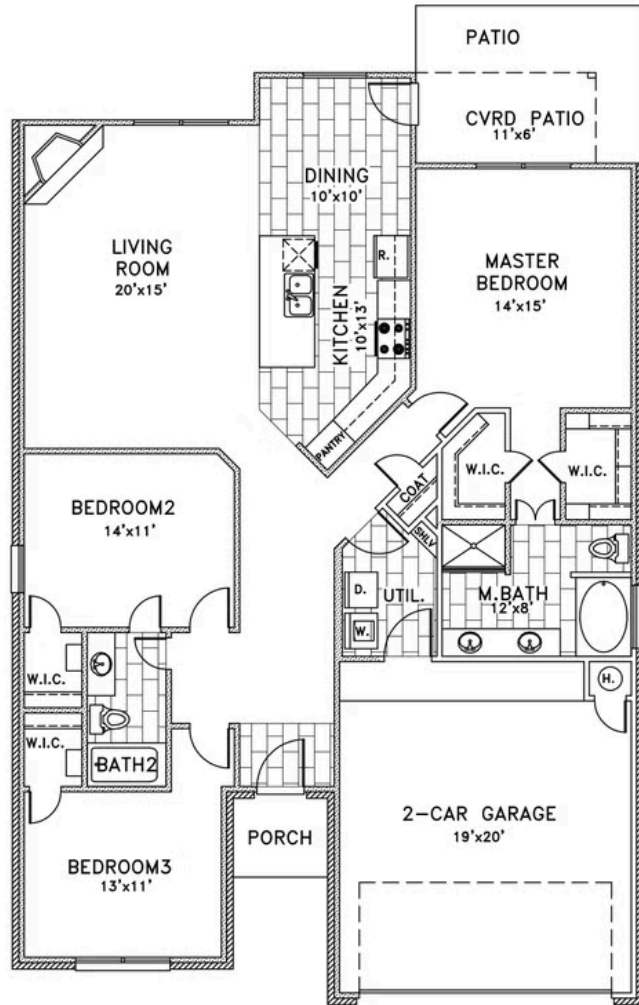 PATIO
CVRD PATIO
11'x6'
DINING
10'x10'
LIVING
ROOM
20'x15'
R.
MASTER
BEDROOM
14'x15'
KITCHEN
10'x13'
PANTRY
W.I.C.
W.I.C.
COAT
SHLV
BEDROOM2
14'x11'
D.
UTIL.
W.
M.BATH
12'x8'
W.I.C.
H.
W.I.C.
BATH2
PORCH
2-CAR GARAGE
19'x20'
BEDROOM3
13'x11'